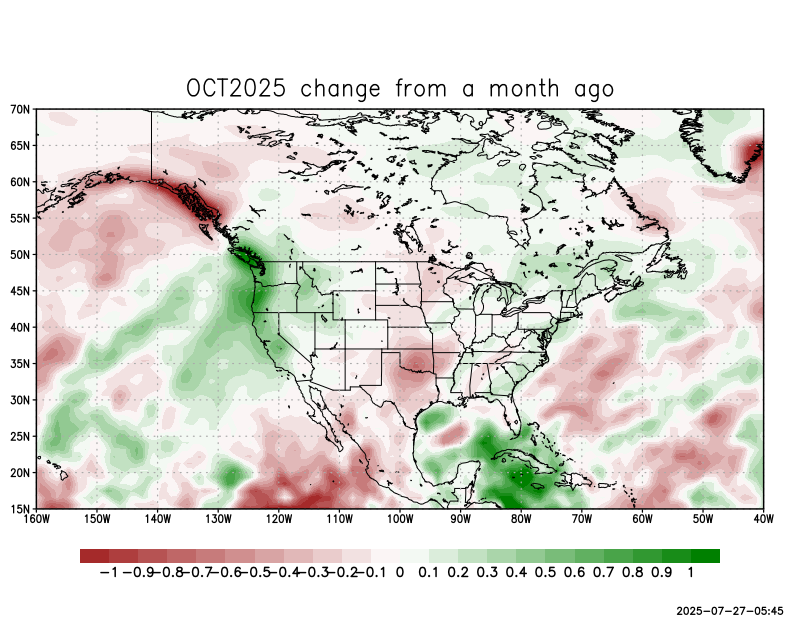 OCT2025 change from a month ago
70N
65N
60N
55N
50N
45N
40N
35N
30N
25N
20N
15N
160W 150W 140W 130W 120W 110W 100W 90W 80W 70W 60W 50W 40W
-1 -0.9 -0.8 -0.7 -0.6 -0.5 -0.4 -0.3 -0.2 -0.1 0 0.1 0.2 0.3 0.4 0.5 0.6 0.7 0.8 0.9 1
2025-07-27-05:45